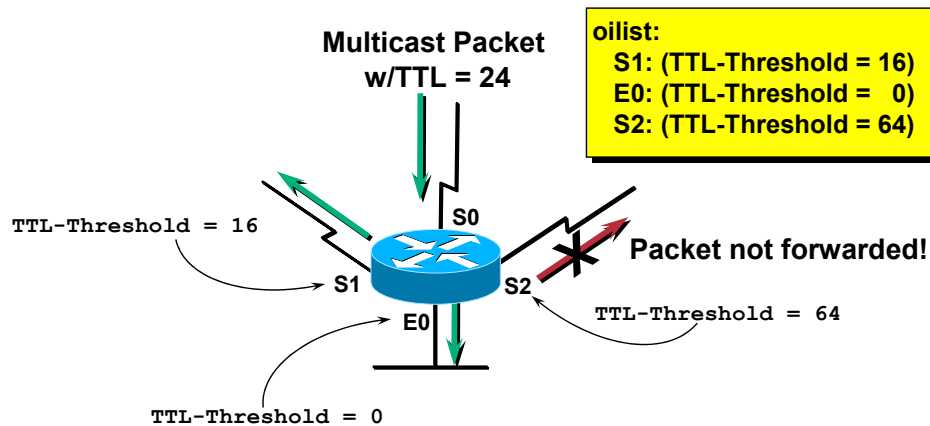 Multicast Packet
w/TTL = 24
oilist:
S1: (TTL-Threshold = 16)
E0: (TTL-Threshold = 0)
S2: (TTL-Threshold = 64)
S0
TTL-Threshold = 16
Packet not forwarded!
S1
S2
TTL-Threshold = 64
E0
TTL-Threshold = 0